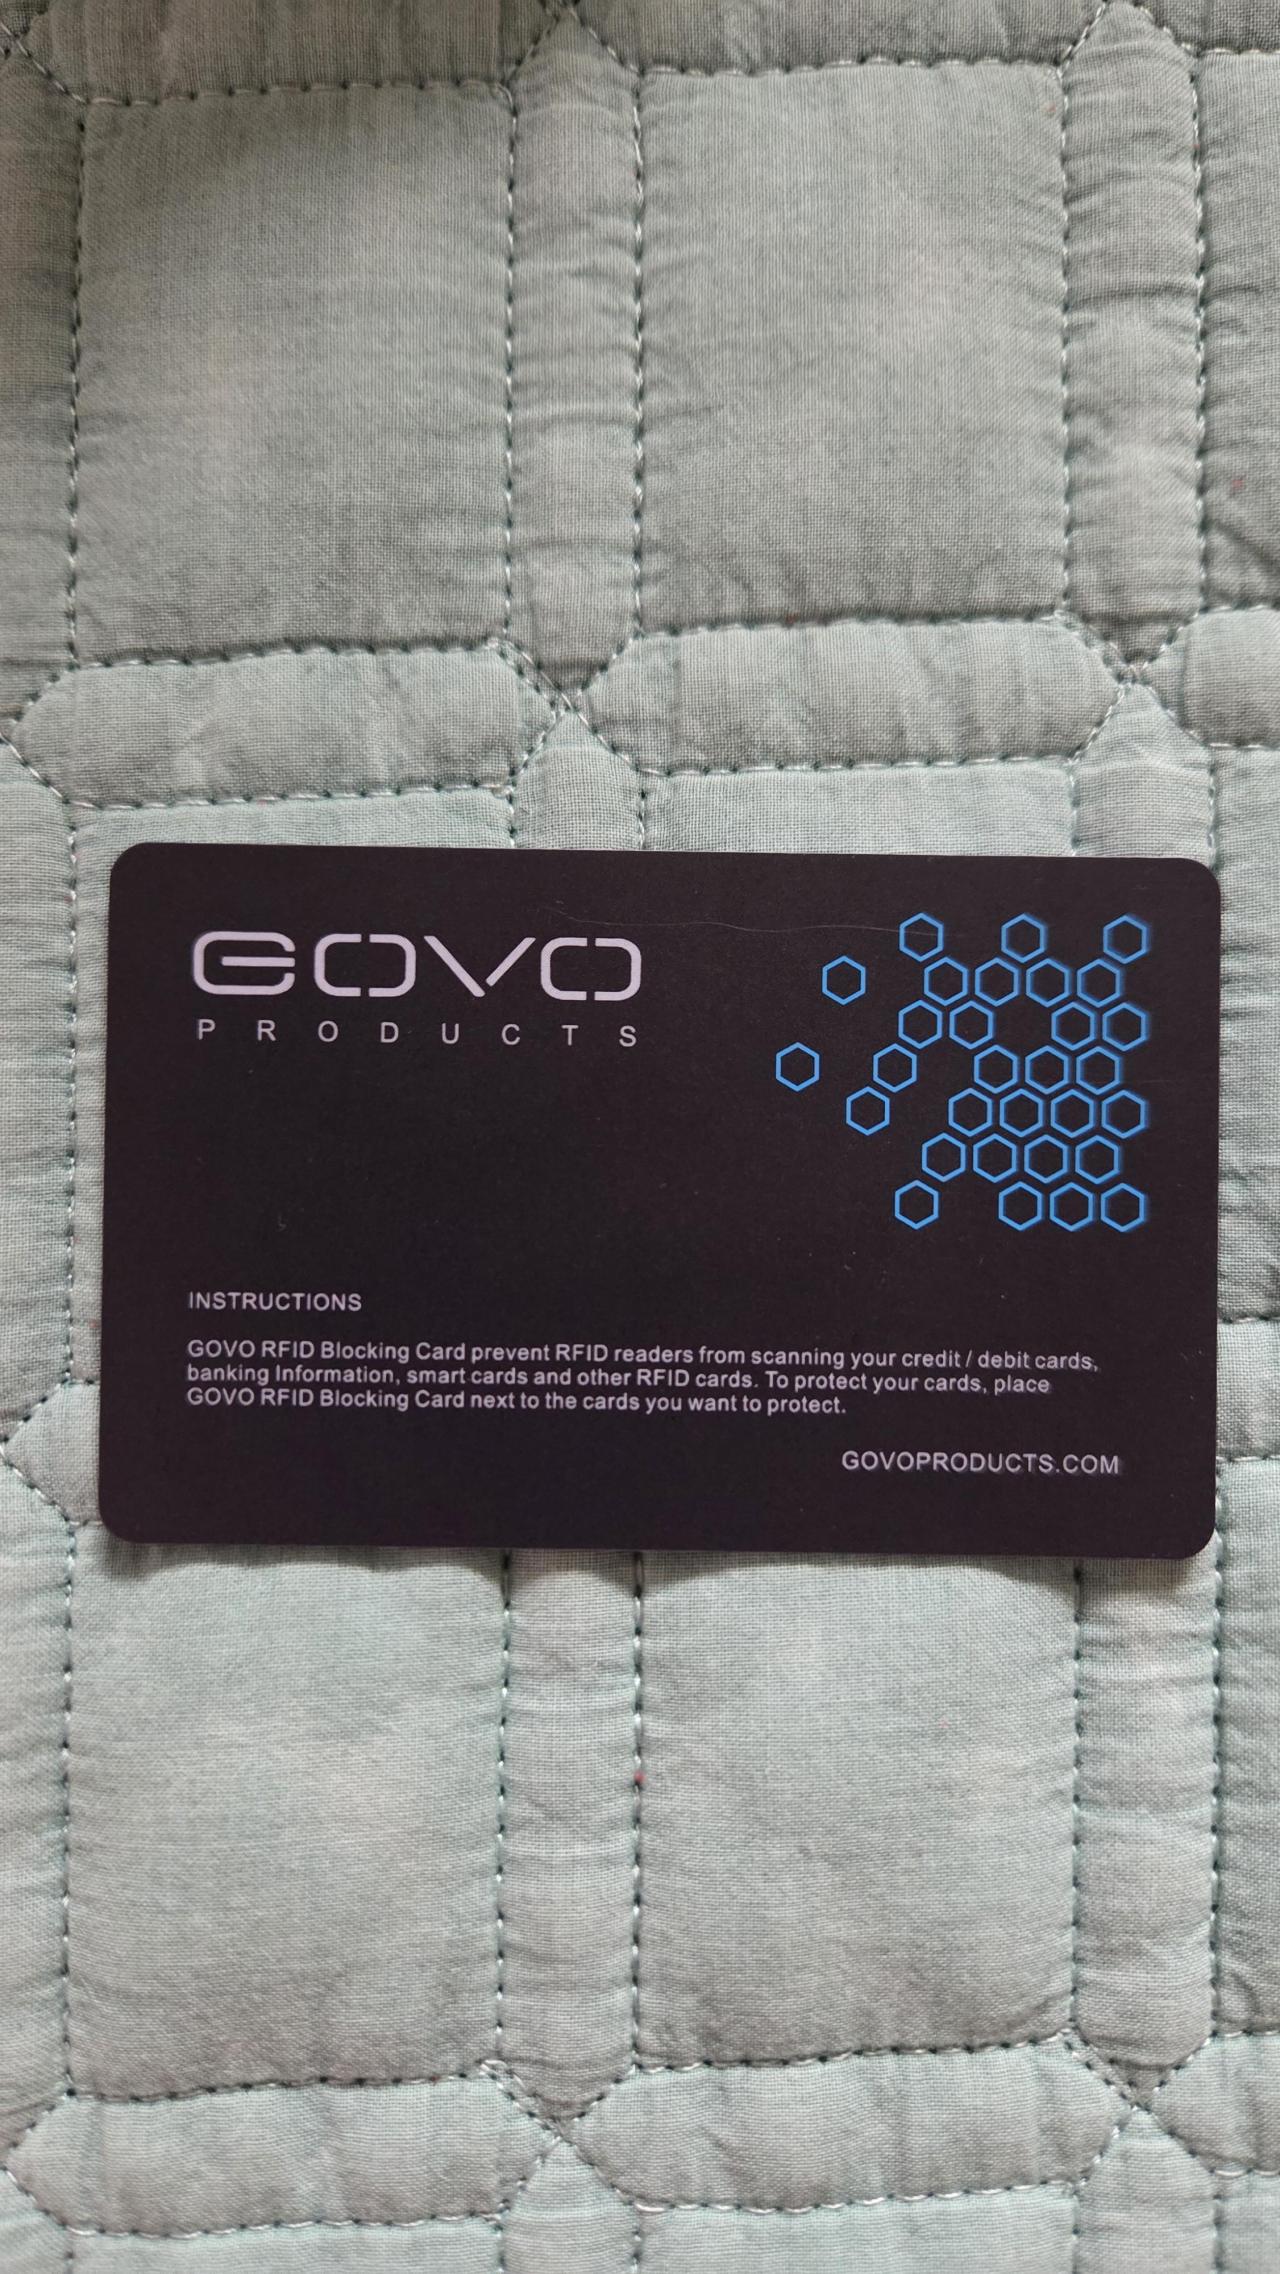 GOVO
PRODUCTS
INSTRUCTIONS
GOVO RFID Blocking Card prevent RFID readers from scanning your credit / debit cards,
banking Information, smart cards and other RFID cards. To protect your cards, place
GOVO RFID Blocking Card next to the cards you want to protect.
GOVOPRODUCTS.COM